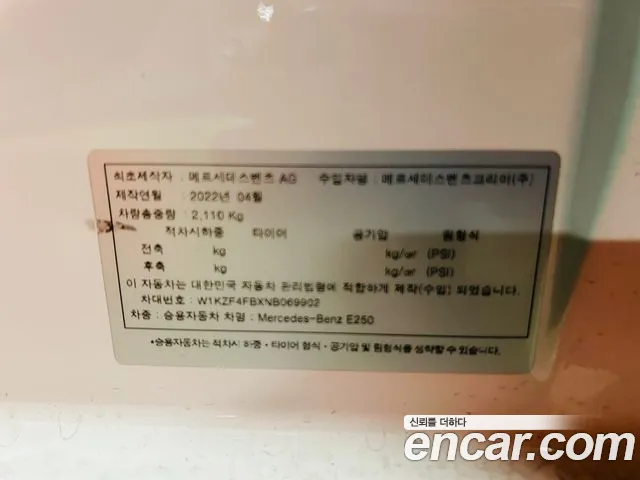 최초제작자 : 메르세데스벤츠 AG 수입자명 : 메르세데스벤츠코리아(주)
제작연월 : 2022년 04월
차량총중량 : 2,110 Kg
적차시하중 타이어 공기압 원형식
전축 kg kg/㎠ (PSI)
후축 kg kg/㎠ (PSI)
이 자동차는 대한민국 자동차 관리법령에 적합하게 제작(수입) 되었습니다.
차대번호 : W1KZF4FBXNB069902
차종 : 승용자동차 차명 : Mercedes-Benz E250
*승용자동차는 적차시 하중·타이어 형식·공기압 및 원형식을 생략할 수 있습니다.
신뢰를 더하다
encar.com